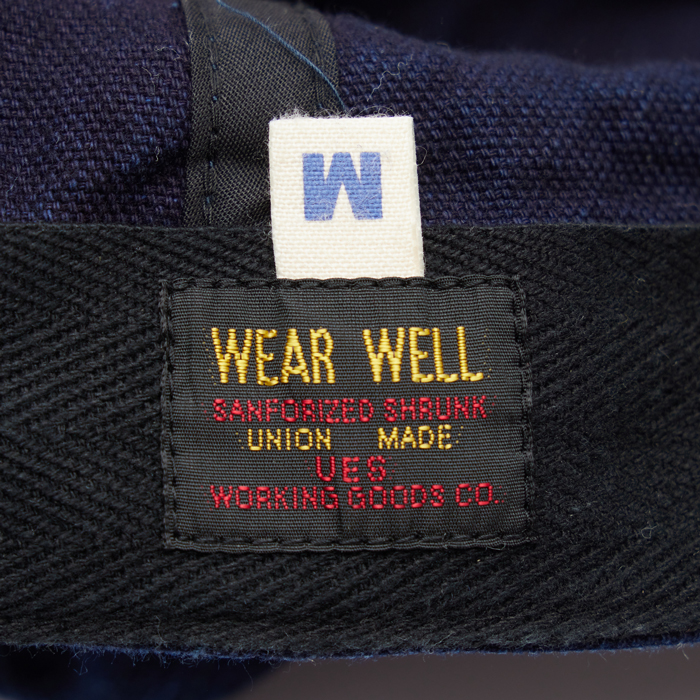 M
WEAR WELL
SANFORIZED SHRUNK
UNION MADE
UES
WORKING GOODS CO.